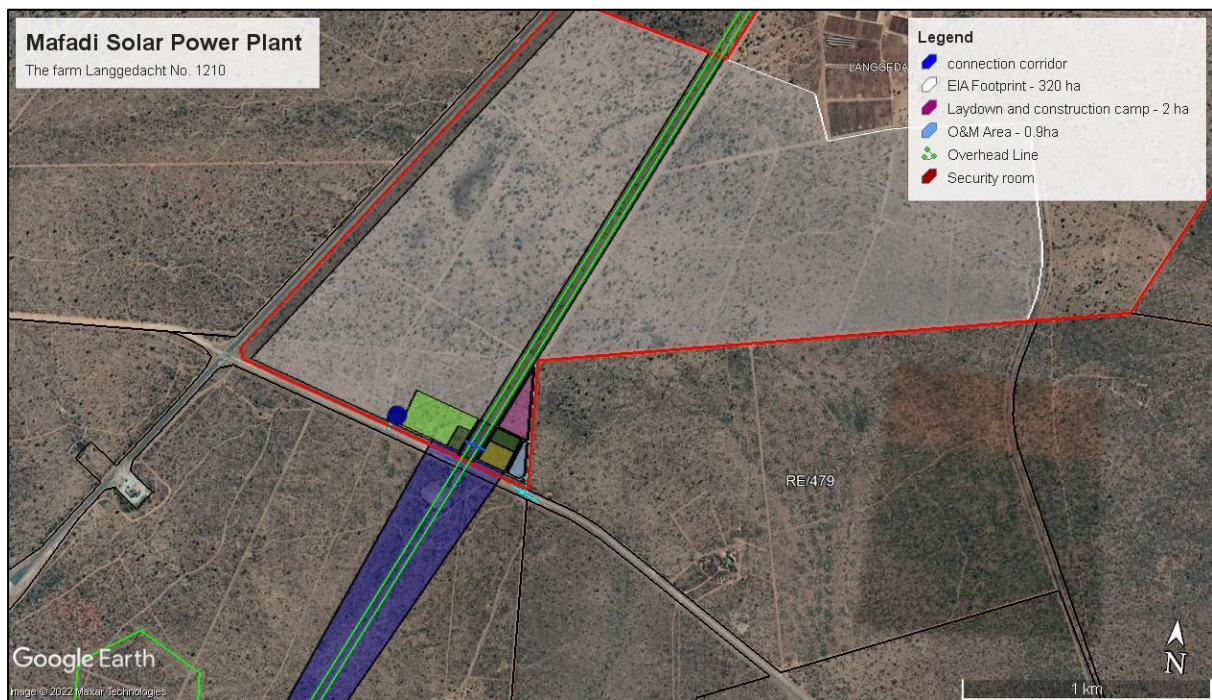 Mafadi Solar Power Plant
The farm Langgedacht No. 1210
Legend
connection corridor
EIA Footprint - 320 ha
Laydown and construction camp - 2 ha
O&M Area - 0.9ha
Overhead Line
Security room
LANGGEDA
RE/479
N
1 km
Google Earth
Image © 2022 Maxar Technologies